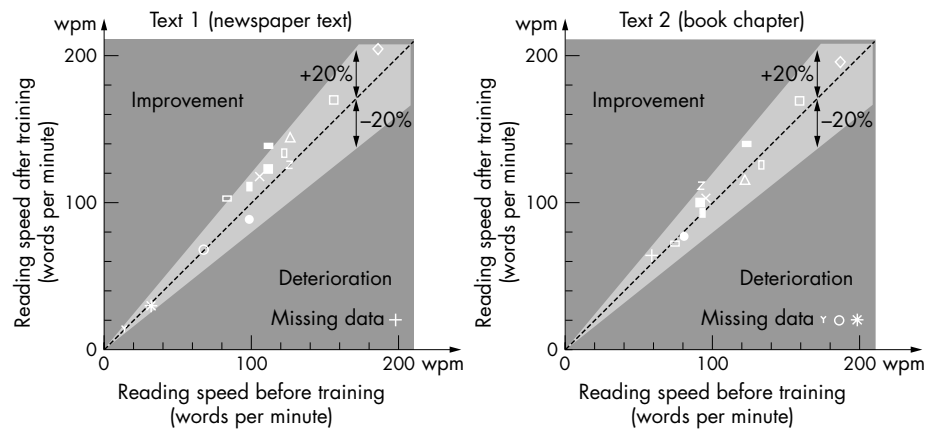 wpm Text 1 (newspaper text)
200
+20%
Improvement
−20%
100
Deterioration
Missing data
0
0 100 200 wpm
Reading speed after training
(words per minute)
Reading speed before training
(words per minute)
wpm Text 2 (book chapter)
200
+20%
Improvement
−20%
100
Deterioration
Missing data
0
0 100 200 wpm
Reading speed after training
(words per minute)
Reading speed before training
(words per minute)